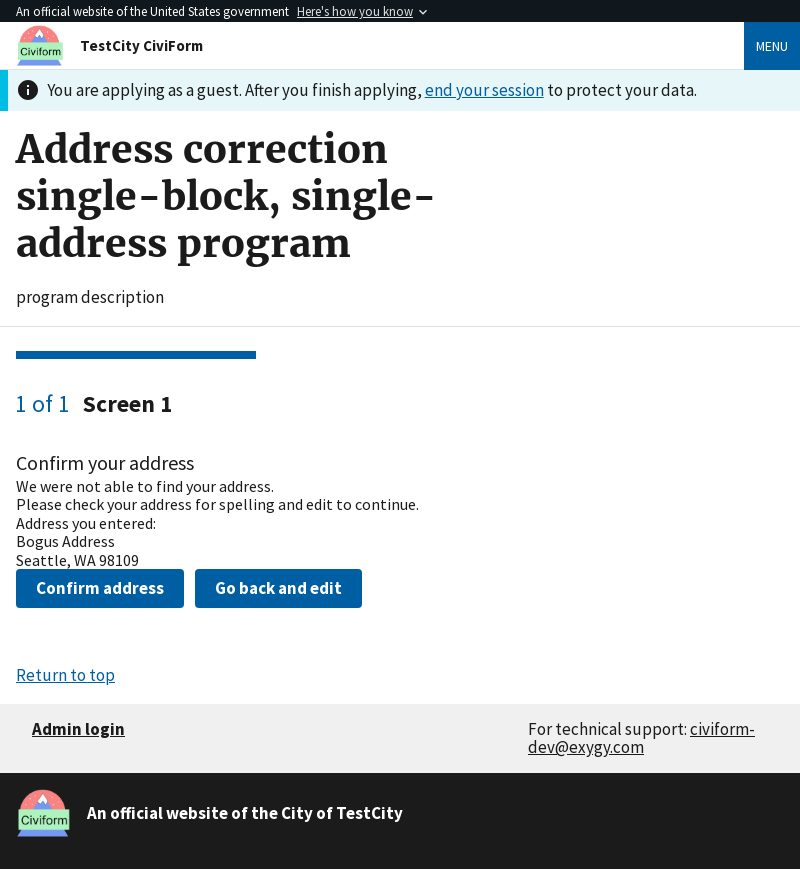 An official website of the United States government Here's how you know
Civiform
TestCity CiviForm
MENU
You are applying as a guest. After you finish applying, end your session to protect your data.
Address correction
single-block, single-
address program
program description
1 of 1 Screen 1
Confirm your address
We were not able to find your address.
Please check your address for spelling and edit to continue.
Address you entered:
Bogus Address
Seattle, WA 98109
Confirm address
Go back and edit
Return to top
Admin login
For technical support: civiform-
dev@exygy.com
Civiform
An official website of the City of TestCity